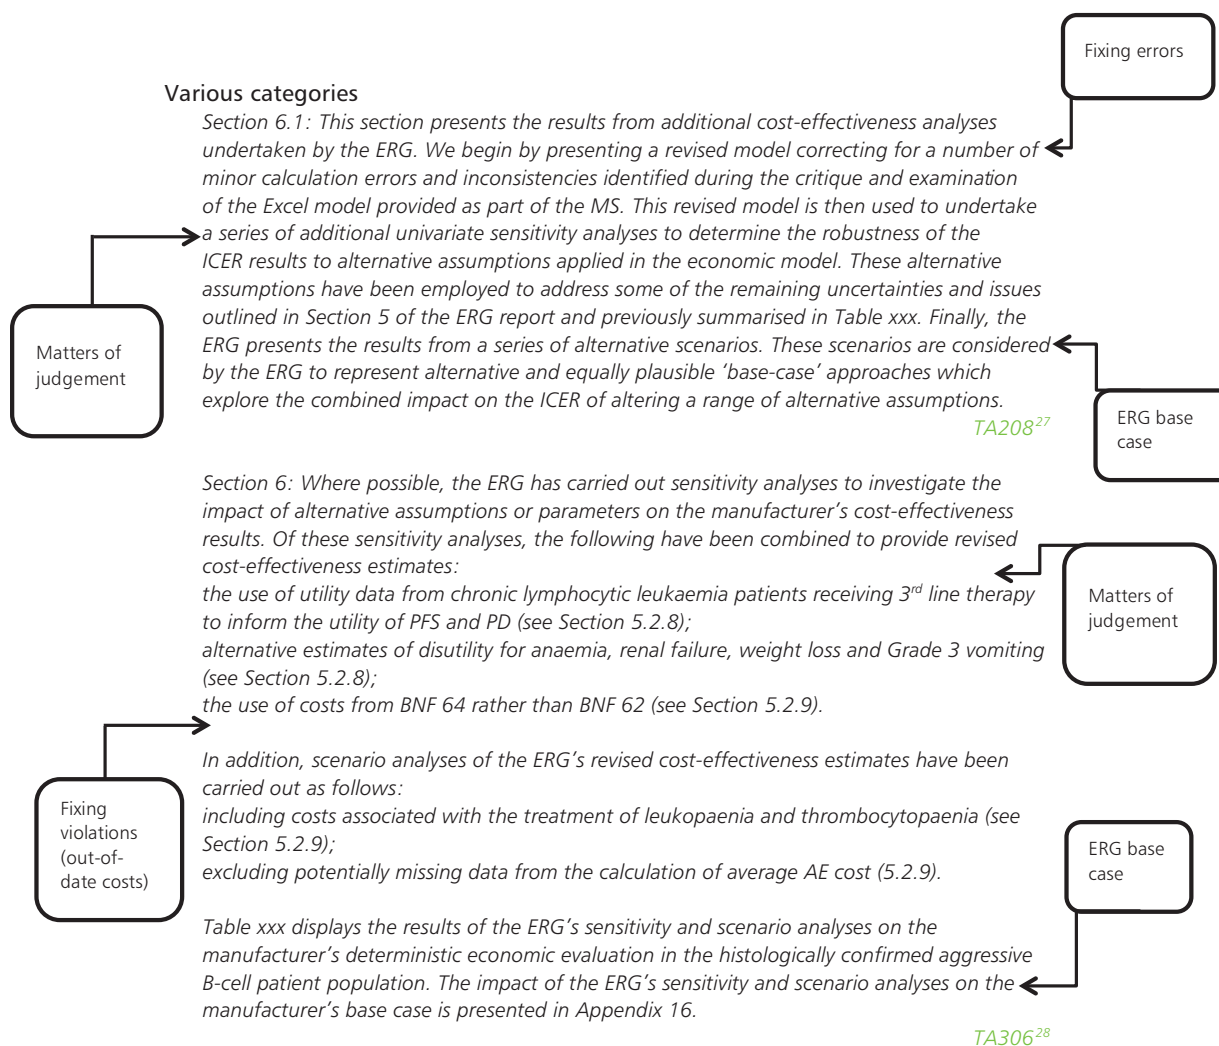 Fixing errors
Various categories
Section 6.1: This section presents the results from additional cost-effectiveness analyses
undertaken by the ERG. We begin by presenting a revised model correcting for a number of
minor calculation errors and inconsistencies identified during the critique and examination
of the Excel model provided as part of the MS. This revised model is then used to undertake
a series of additional univariate sensitivity analyses to determine the robustness of the
ICER results to alternative assumptions applied in the economic model. These alternative
assumptions have been employed to address some of the remaining uncertainties and issues
outlined in Section 5 of the ERG report and previously summarised in Table xxx. Finally, the
ERG presents the results from a series of alternative scenarios. These scenarios are considered
by the ERG to represent alternative and equally plausible ‘base-case’ approaches which
explore the combined impact on the ICER of altering a range of alternative assumptions.
TA208²⁷
Matters of
judgement
ERG base
case
Section 6: Where possible, the ERG has carried out sensitivity analyses to investigate the
impact of alternative assumptions or parameters on the manufacturer’s cost-effectiveness
results. Of these sensitivity analyses, the following have been combined to provide revised
cost-effectiveness estimates:
the use of utility data from chronic lymphocytic leukaemia patients receiving 3rd line therapy
to inform the utility of PFS and PD (see Section 5.2.8);
alternative estimates of disutility for anaemia, renal failure, weight loss and Grade 3 vomiting
(see Section 5.2.8);
the use of costs from BNF 64 rather than BNF 62 (see Section 5.2.9).
Matters of
judgement
In addition, scenario analyses of the ERG’s revised cost-effectiveness estimates have been
carried out as follows:
including costs associated with the treatment of leukopaenia and thrombocytopaenia (see
Section 5.2.9);
excluding potentially missing data from the calculation of average AE cost (5.2.9).
Fixing
violations
(out-of-
date costs)
ERG base
case
Table xxx displays the results of the ERG’s sensitivity and scenario analyses on the
manufacturer’s deterministic economic evaluation in the histologically confirmed aggressive
B-cell patient population. The impact of the ERG’s sensitivity and scenario analyses on the
manufacturer’s base case is presented in Appendix 16.
TA306²⁸